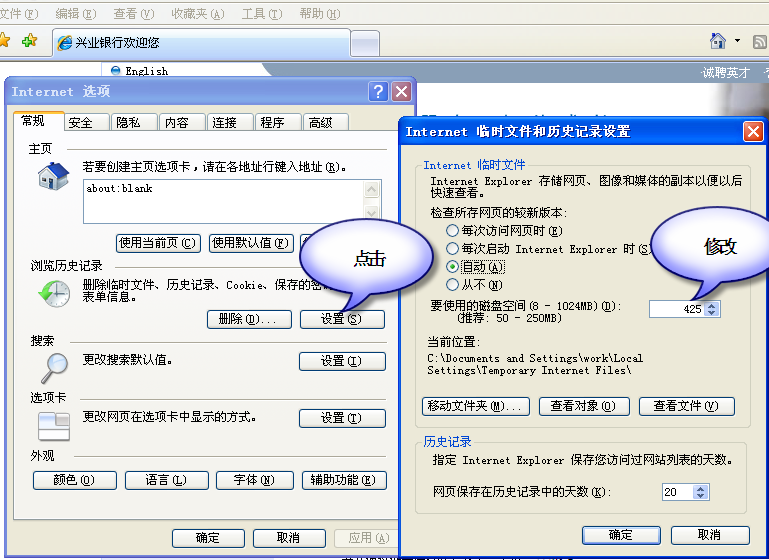 文件(F) 编辑(E) 查看(V) 收藏夹(A) 工具(T) 帮助(H)
兴业银行欢迎您
English
诚聘英才
Internet 选项
常规 安全 隐私 内容 连接 程序 高级
主页
若要创建主页选项卡，请在各地址行键入地址(R)。
about:blank
使用当前页(C) 使用默认值(F)
浏览历史记录
删除临时文件、历史记录、Cookie、保存的密
表单信息。
删除(D)... 设置(S)
点击
搜索
更改搜索默认值。
设置(I)
选项卡
更改网页在选项卡中显示的方式。
设置(T)
外观
颜色(O) 语言(L) 字体(N) 辅助功能(E)
确定 取消 应用(A)
Internet 临时文件和历史记录设置
Internet 临时文件
Internet Explorer 存储网页、图像和媒体的副本以便以后
快速查看。
检查所存网页的较新版本:
每次访问网页时(E)
每次启动 Internet Explorer 时(S)
自动(A)
从不(N)
修改
要使用的磁盘空间(8 - 1024MB)(D): 425
(推荐: 50 - 250MB)
当前位置:
C:\Documents and Settings\work\Local
Settings\Temporary Internet Files\
移动文件夹(M)... 查看对象(O) 查看文件(V)
历史记录
指定 Internet Explorer 保存您访问过网站列表的天数。
网页保存在历史记录中的天数(K): 20
确定 取消